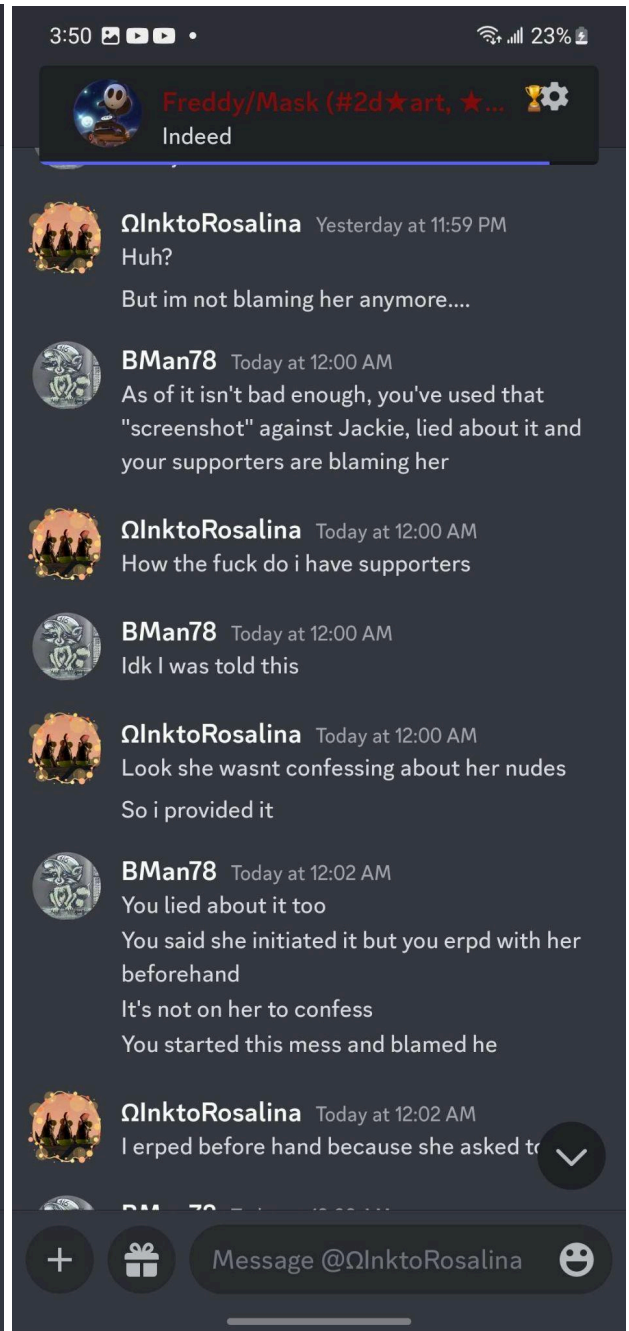 3:50 23%
Freddy/Mask (#2d★art, ★...
Indeed
ΩInktoRosalina Yesterday at 11:59 PM
Huh?
But im not blaming her anymore....
BMan78 Today at 12:00 AM
As of it isn't bad enough, you've used that
"screenshot" against Jackie, lied about it and
your supporters are blaming her
ΩInktoRosalina Today at 12:00 AM
How the fuck do i have supporters
BMan78 Today at 12:00 AM
Idk I was told this
ΩInktoRosalina Today at 12:00 AM
Look she wasnt confessing about her nudes
So i provided it
BMan78 Today at 12:02 AM
You lied about it too
You said she initiated it but you erpd with her
beforehand
It's not on her to confess
You started this mess and blamed he
ΩInktoRosalina Today at 12:02 AM
I erped before hand because she asked
Message @ΩInktoRosalina